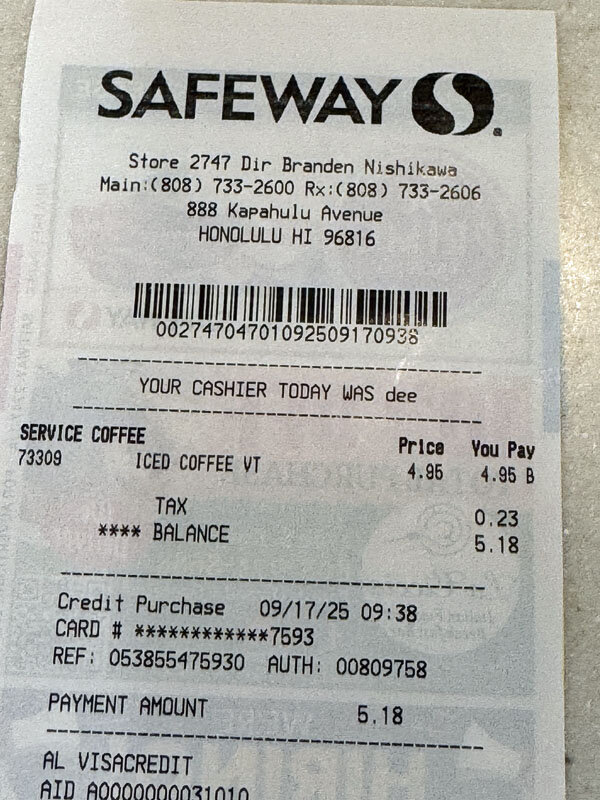 SAFEWAY
Store 2747 Dir Branden Nishikawa
Main:(808) 733-2600 Rx:(808) 733-2606
888 Kapahulu Avenue
HONOLULU HI 96816
00274704701092509170938
YOUR CASHIER TODAY WAS dee
Price You Pay
SERVICE COFFEE
73309 ICED COFFEE VT 4.95 4.95 B
TAX 0.23
**** BALANCE 5.18
Credit Purchase 09/17/25 09:38
CARD # ************7593
REF: 053855475930 AUTH: 00809758
PAYMENT AMOUNT 5.18
AL VISACREDIT
AID A0000000031010